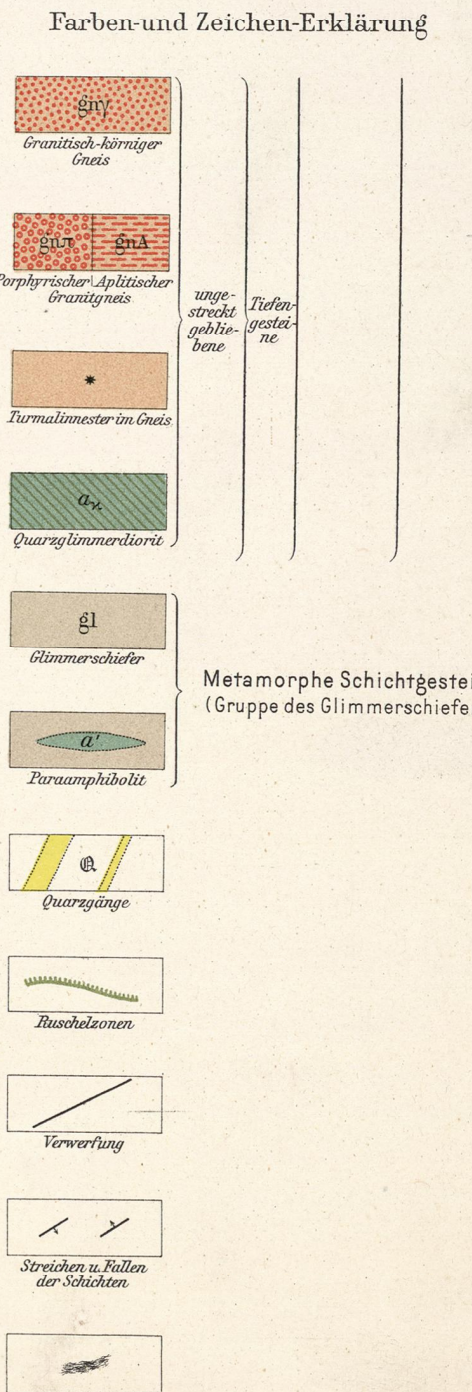 Farben-und Zeichen-Erklärung
gnγ
Granitisch-körniger
Gneis
gnπ gnA
Porphyrischer Aplitischer
Granitgneis
unge-
streckt
geblie-
bene
Tiefen-
gestei-
ne
Turmalinnester im Gneis
Quarzglimmerdiorit
gl
Glimmerschiefer
Metamorphe Schichtgestei
(Gruppe des Glimmerschiefe
a'
Paraamphibolit
Q
Quarzgänge
Ruschelzonen
Verwerfung
Streichen u. Fallen
der Schichten